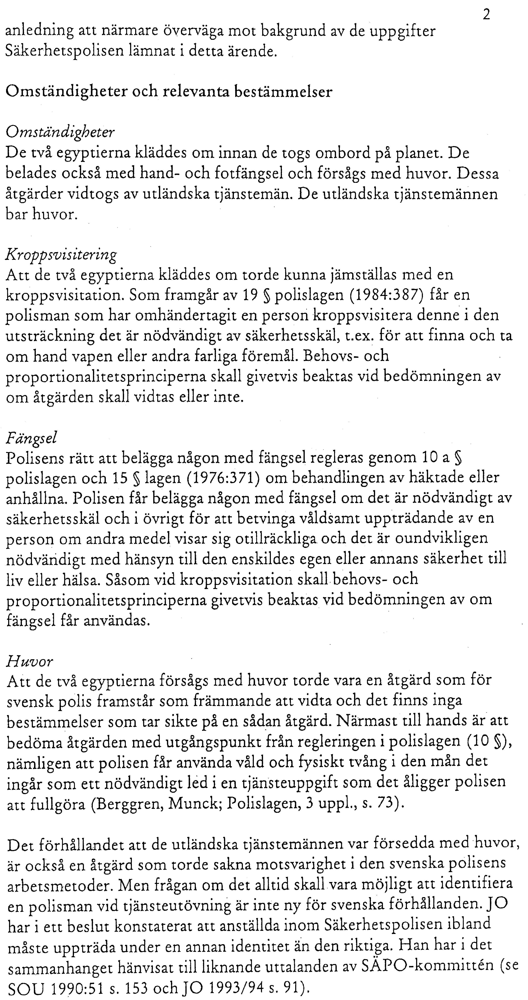 2
anledning att närmare överväga mot bakgrund av de uppgifter
Säkerhetspolisen lämnat i detta ärende.
Omständigheter och relevanta bestämmelser
Omständigheter
De två egyptierna kläddes om innan de togs ombord på planet. De
belades också med hand- och fotfängsel och försågs med huvor. Dessa
åtgärder vidtogs av utländska tjänstemän. De utländska tjänstemännen
bar huvor.
Kroppsvisitering
Att de två egyptierna kläddes om torde kunna jämställas med en
kroppsvisitation. Som framgår av 19 § polislagen (1984:387) får en
polisman som har omhändertagit en person kroppsvisitera denne i den
utsträckning det är nödvändigt av säkerhetsskäl, t.ex. för att finna och ta
om hand vapen eller andra farliga föremål. Behovs- och
proportionalitetsprinciperna skall givetvis beaktas vid bedömningen av
om åtgärden skall vidtas eller inte.
Fängsel
Polisens rätt att belägga någon med fängsel regleras genom 10 a §
polislagen och 15 § lagen (1976:371) om behandlingen av häktade eller
anhållna. Polisen får belägga någon med fängsel om det är nödvändigt av
säkerhetsskäl och i övrigt för att betvinga våldsamt uppträdande av en
person om andra medel visar sig otillräckliga och det är oundvikligen
nödvändigt med hänsyn till den enskildes egen eller annans säkerhet till
liv eller hälsa. Såsom vid kroppsvisitation skall behovs- och
proportionalitetsprinciperna givetvis beaktas vid bedömningen av om
fängsel får användas.
Huvor
Att de två egyptierna försågs med huvor torde vara en åtgärd som för
svensk polis framstår som främmande att vidta och det finns inga
bestämmelser som tar sikte på en sådan åtgärd. Närmast till hands är att
bedöma åtgärden med utgångspunkt från regleringen i polislagen (10 §),
nämligen att polisen får använda våld och fysiskt tvång i den mån det
ingår som ett nödvändigt led i en tjänsteuppgift som det åligger polisen
att fullgöra (Berggren, Munck; Polislagen, 3 uppl., s. 73).
Det förhållandet att de utländska tjänstemännen var försedda med huvor,
är också en åtgärd som torde sakna motsvarighet i den svenska polisens
arbetsmetoder. Men frågan om det alltid skall vara möjligt att identifiera
en polisman vid tjänsteutövning är inte ny för svenska förhållanden. JO
har i ett beslut konstaterat att anställda inom Säkerhetspolisen ibland
måste uppträda under en annan identitet än den riktiga. Han har i det
sammanhanget hänvisat till liknande uttalanden av SÄPO-kommittén (se
SOU 1990:51 s. 153 och JO 1993/94 s. 91).